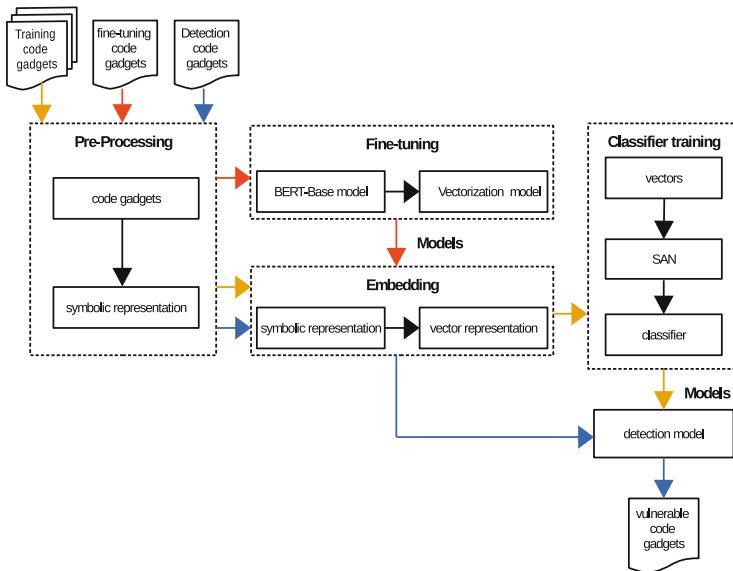 Training
code
gadgets
fine-tuning
code
gadgets
Detection
code
gadgets
Pre-Processing
code gadgets
symbolic representation
Fine-tuning
BERT-Base model
Vectorization model
Models
Embedding
symbolic representation
vector representation
Classifier training
vectors
SAN
classifier
Models
detection model
vulnerable
code
gadgets